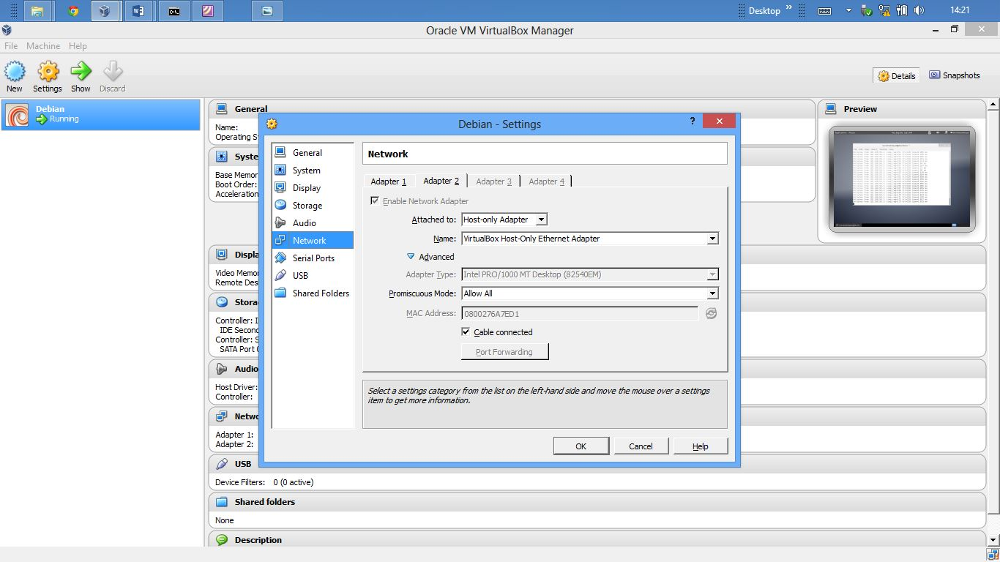 Desktop »
14:21
Oracle VM VirtualBox Manager
File Machine Help
New Settings Show Discard
Details Snapshots
Debian
Running
General
Name:
Operating Sy
Preview
Debian - Settings
?
General
System
Display
Storage
Audio
Network
Serial Ports
USB
Shared Folders
Network
Adapter 1 Adapter 2 Adapter 3 Adapter 4
Enable Network Adapter
Attached to: Host-only Adapter
Name: VirtualBox Host-Only Ethernet Adapter
Advanced
Adapter Type: Intel PRO/1000 MT Desktop (82540EM)
Promiscuous Mode: Allow All
MAC Address: 0800276A7ED1
Cable connected
Port Forwarding
Select a settings category from the list on the left-hand side and move the mouse over a settings
item to get more information.
OK Cancel Help
Syste
Base Memor
Boot Order:
Acceleration
Displa
Video Memo
Remote Des
Stora
Controller: I
IDE Second
Controller: S
SATA Port 0
Audio
Host Driver:
Controller:
Netwo
Adapter 1:
Adapter 2:
USB
Device Filters: 0 (0 active)
Shared folders
None
Description